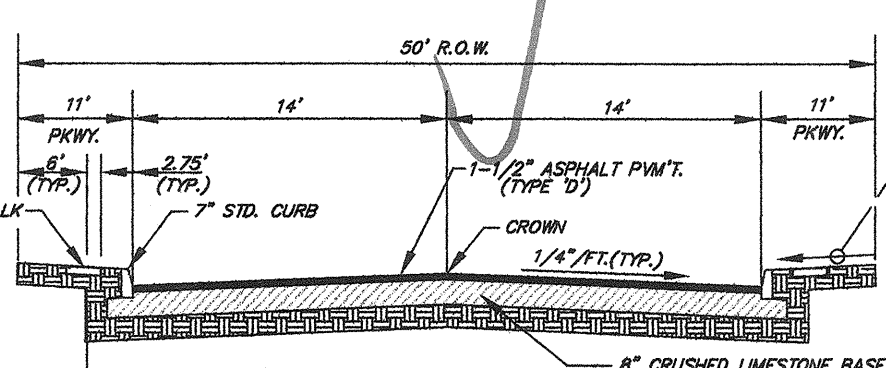 50' R.O.W.
11'
14'
14'
11'
PKWY.
PKWY.
6'
(TYP.)
2.75'
(TYP.)
1-1/2" ASPHALT PVM'T.
(TYPE 'D')
LK
7" STD. CURB
CROWN
1/4"/FT.(TYP.)
8" CRUSHED LIMESTONE BASE